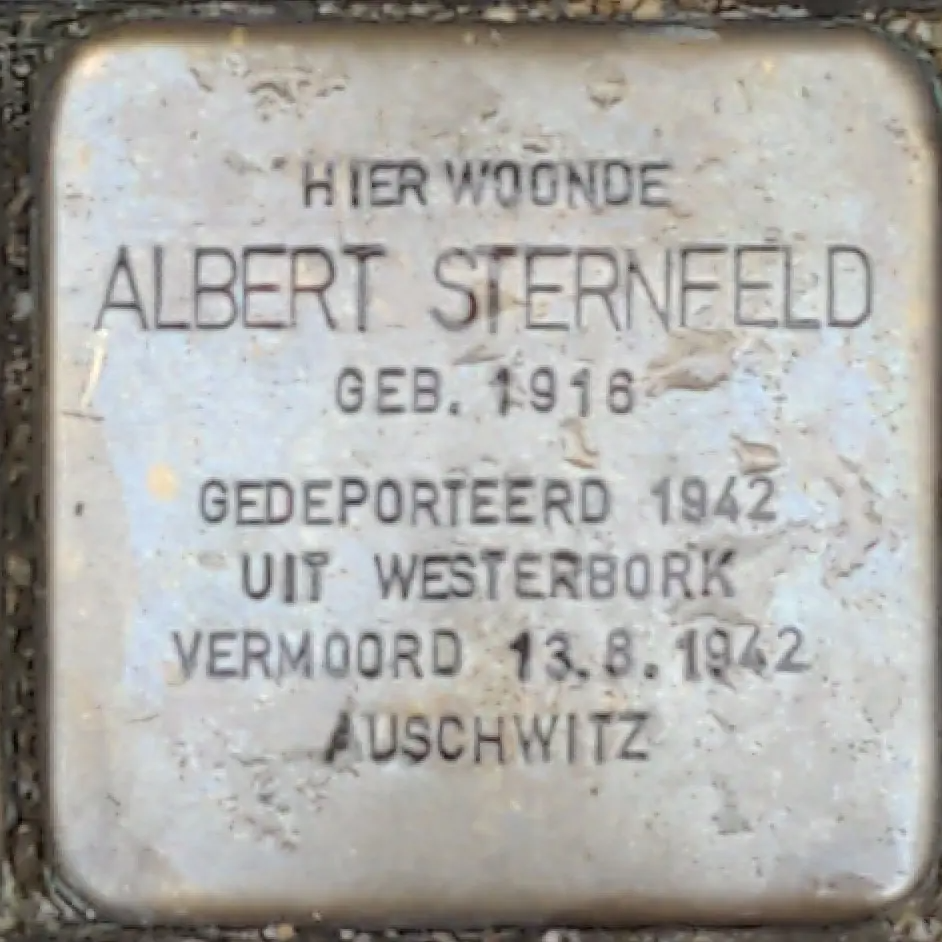 HIER WOONDE
ALBERT STERNFELD
GEB. 1916
GEDEPORTEERD 1942
UIT WESTERBORK
VERMOORD 13.8.1942
AUSCHWITZ